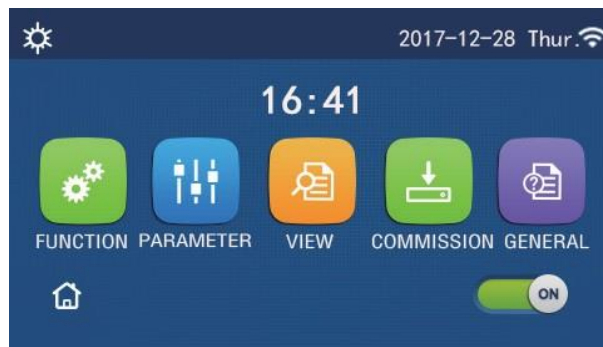 2017-12-28 Thur.
16:41
FUNCTION PARAMETER VIEW COMMISSION GENERAL
ON